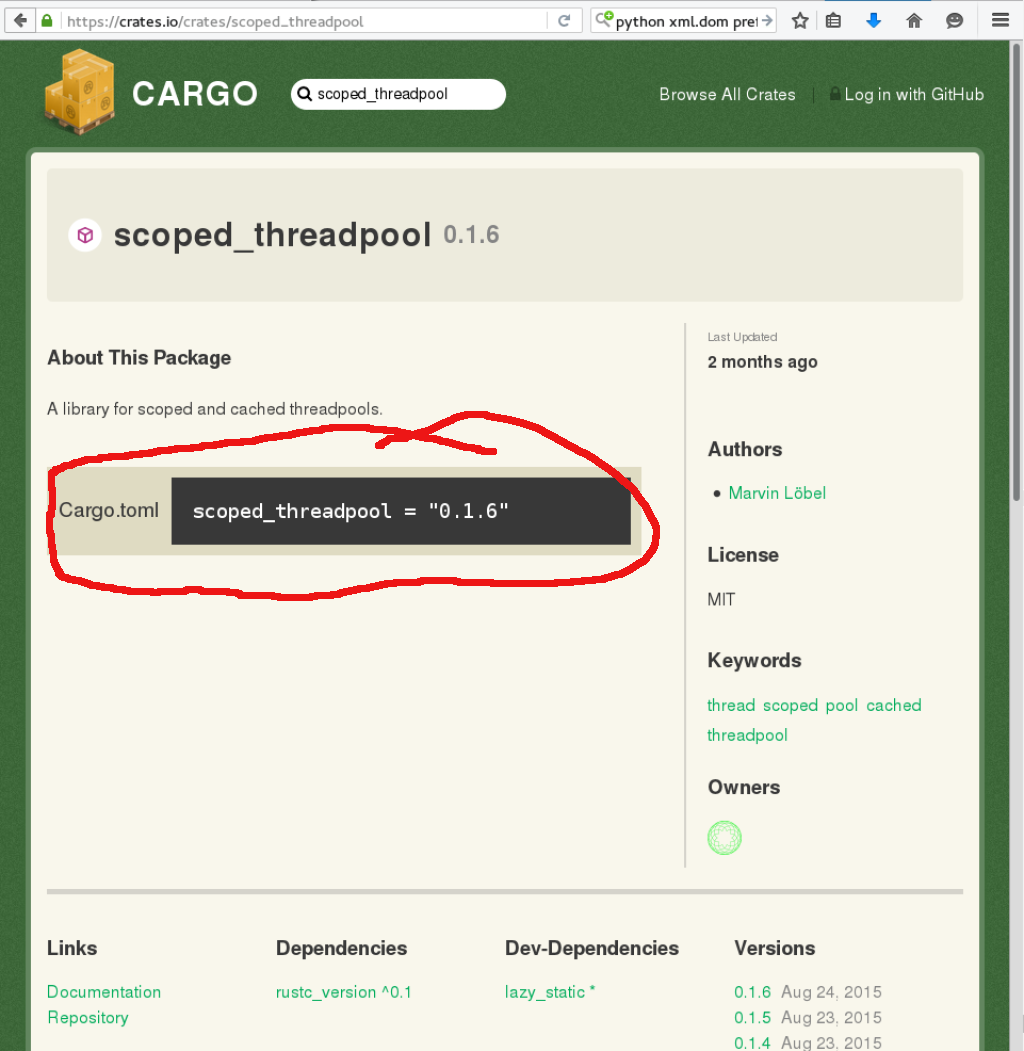 https://crates.io/crates/scoped_threadpool
python xml.dom pret
CARGO
scoped_threadpool
Browse All Crates
Log in with GitHub
scoped_threadpool 0.1.6
About This Package
A library for scoped and cached threadpools.
Cargo.toml
scoped_threadpool = "0.1.6"
Last Updated
2 months ago
Authors
Marvin Löbel
License
MIT
Keywords
thread scoped pool cached
threadpool
Owners
Links
Documentation
Repository
Dependencies
rustc_version ^0.1
Dev-Dependencies
lazy_static *
Versions
0.1.6 Aug 24, 2015
0.1.5 Aug 23, 2015
0.1.4 Aug 23, 2015